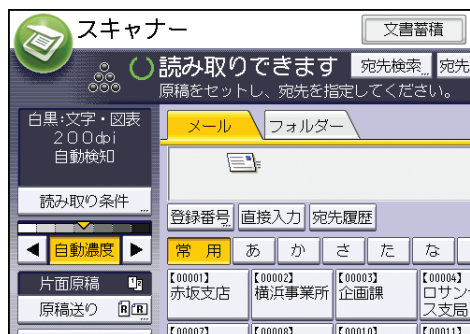 スキャナー
文書蓄積
読み取りできます
宛先検索
宛先
原稿をセットし、宛先を指定してください。
白黒:文字・図表
200dpi
自動検知
メール
フォルダー
読み取り条件
登録番号
直接入力
宛先履歴
自動濃度
常用
あ
か
さ
た
な
片面原稿
原稿送り
【00001】
赤坂支店
【00002】
横浜事業所
【00003】
企画課
【00004】
ロサン
ス支局
【00007】
【00008】
【00010】
【00011】